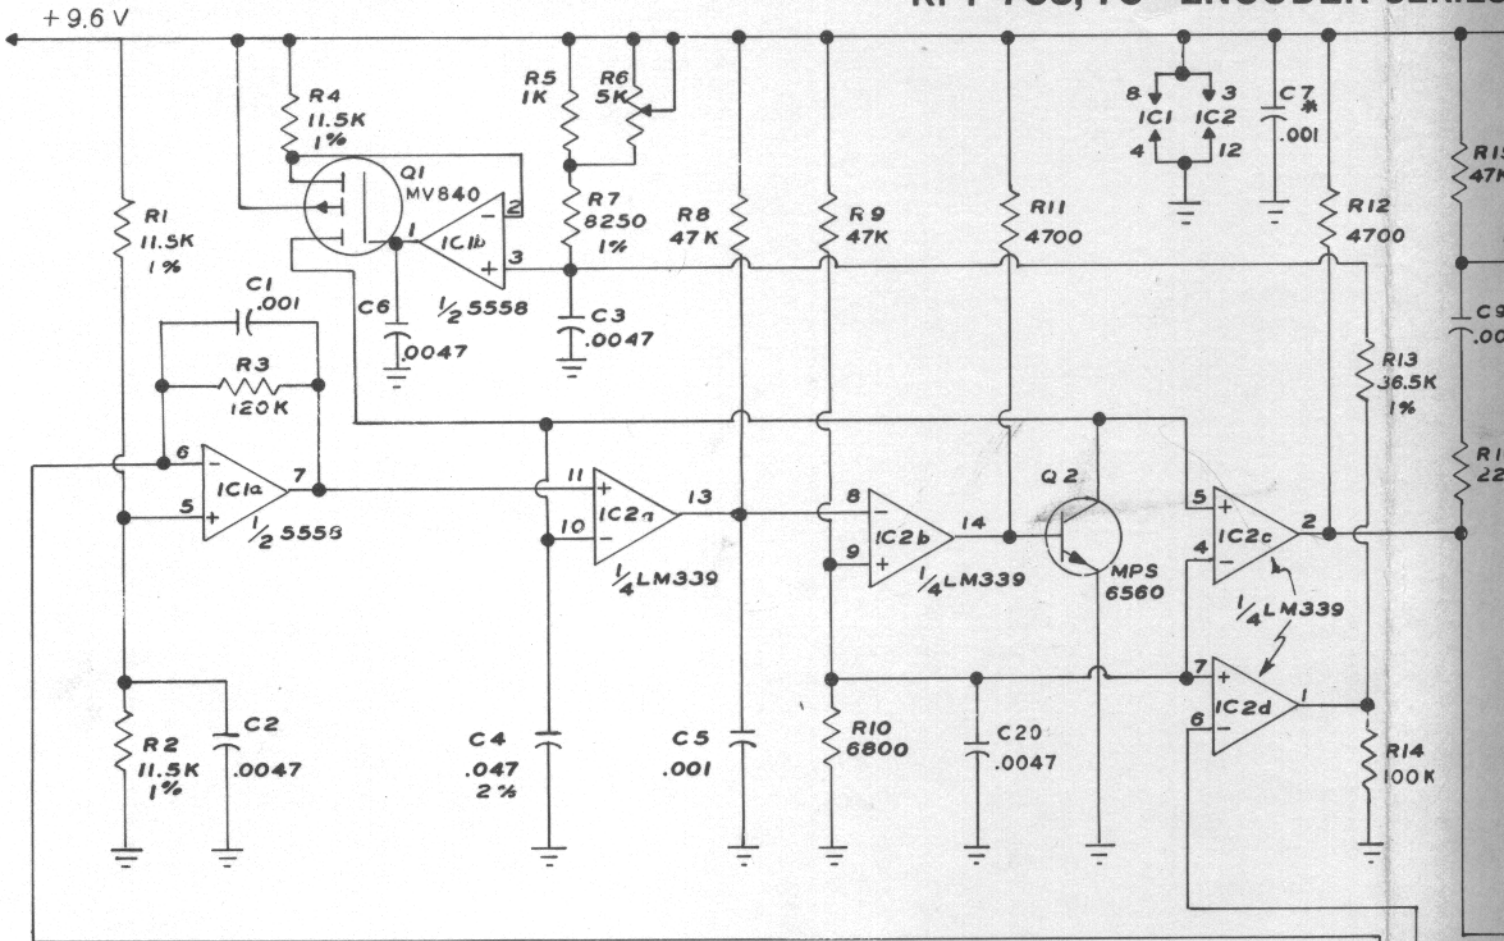 + 9.6 V
ENCODER SERIES
R1
11.5K
1%
R4
11.5K
1%
Q1
MV840
R5
1K
R6
5K
R7
8250
1%
2
3
1
IC1b
1/2 5558
C6
.0047
C3
.0047
C1
.001
R3
120K
6
5
7
IC1a
1/2 5558
R2
11.5K
1%
C2
.0047
R8
47K
R9
47K
R11
4700
8
4
IC1
IC2
3
12
C7
*
.001
R12
4700
47K
R13
36.5K
1%
11
10
13
IC2a
1/4 LM339
8
9
14
IC2b
1/4 LM339
Q2
MPS
6560
5
4
2
IC2c
1/4 LM339
7
6
1
IC2d
C4
.047
2%
C5
.001
R10
6800
C20
.0047
R14
100K
C9